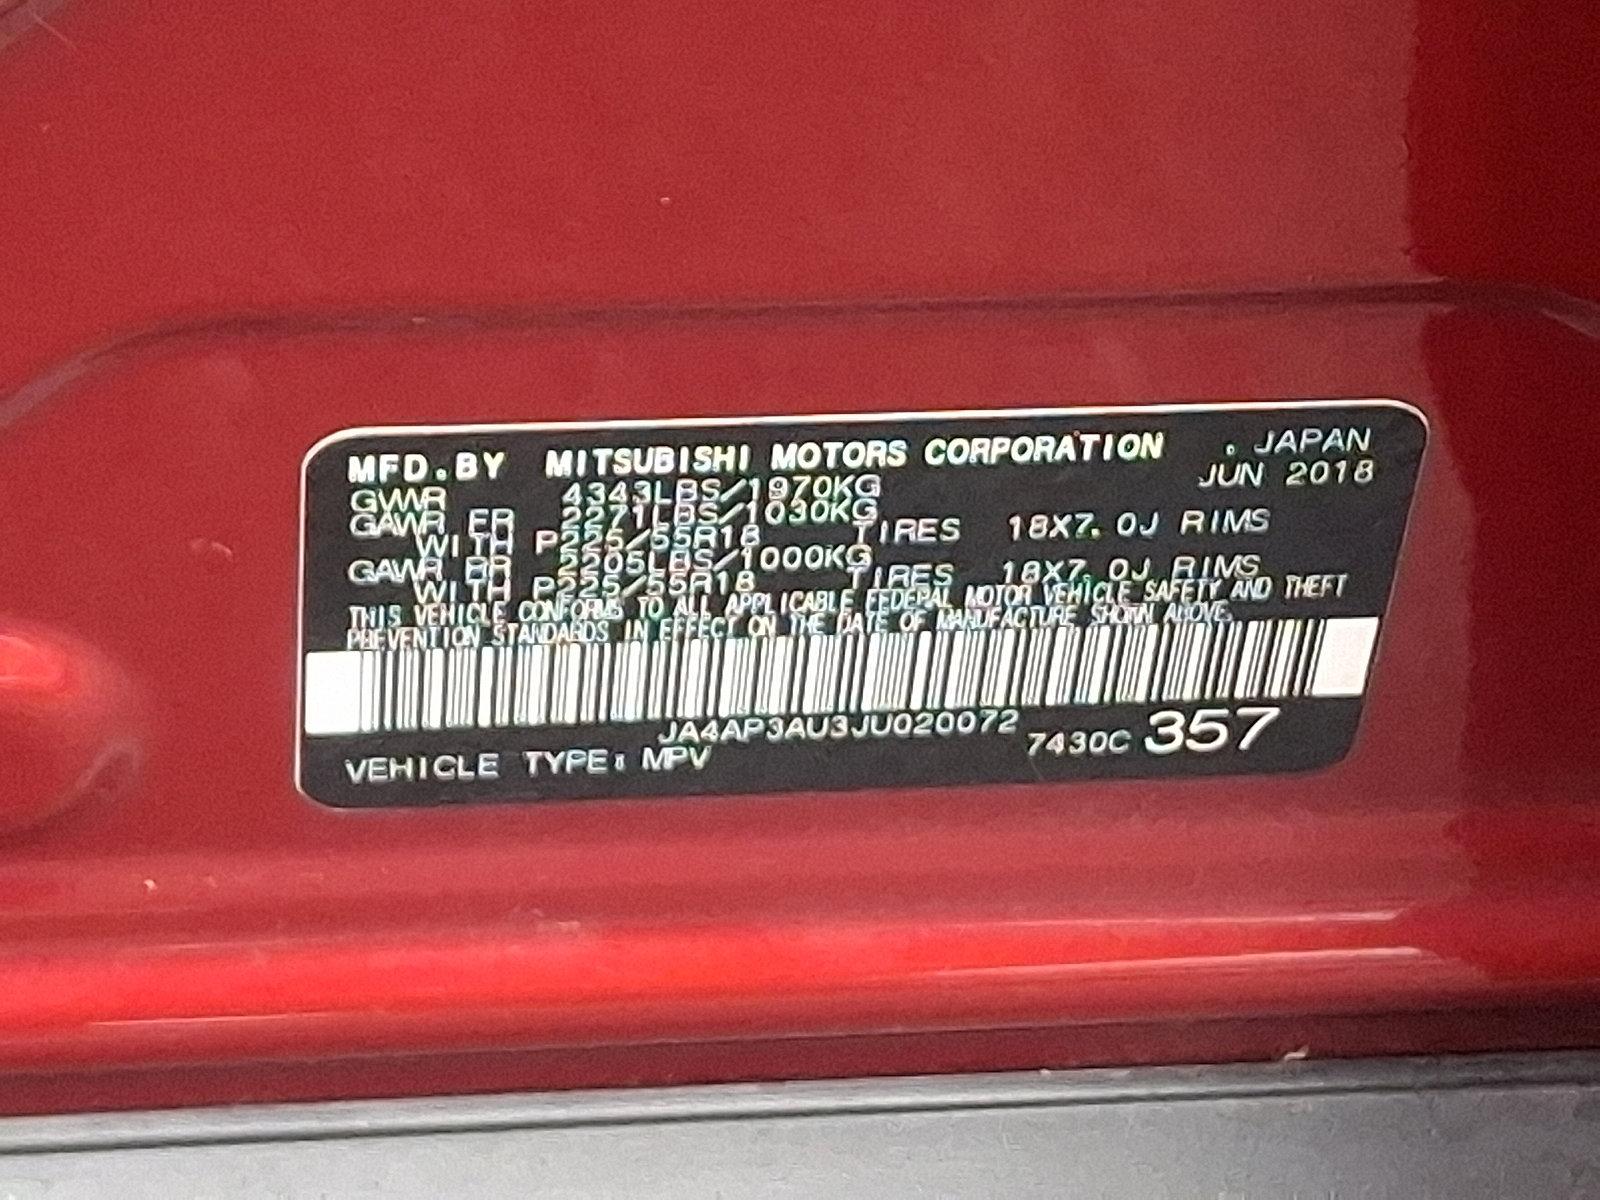 MFD.BY MITSUBISHI MOTORS CORPORATION . JAPAN
JUN 2018
GVWR 4343LBS/1970KG
GAWR FR 2271LBS/1030KG
WITH P225/55R18 TIRES 18X7.0J RIMS
GAWR RR 2205LBS/1000KG
WITH P225/55R18 TIRES 18X7.0J RIMS
THIS VEHICLE CONFORMS TO ALL APPLICABLE FEDERAL MOTOR VEHICLE SAFETY AND THEFT
PREVENTION STANDARDS IN EFFECT ON THE DATE OF MANUFACTURE SHOWN ABOVE.
JA4AP3AU3JU020072
7430C 357
VEHICLE TYPE: MPV